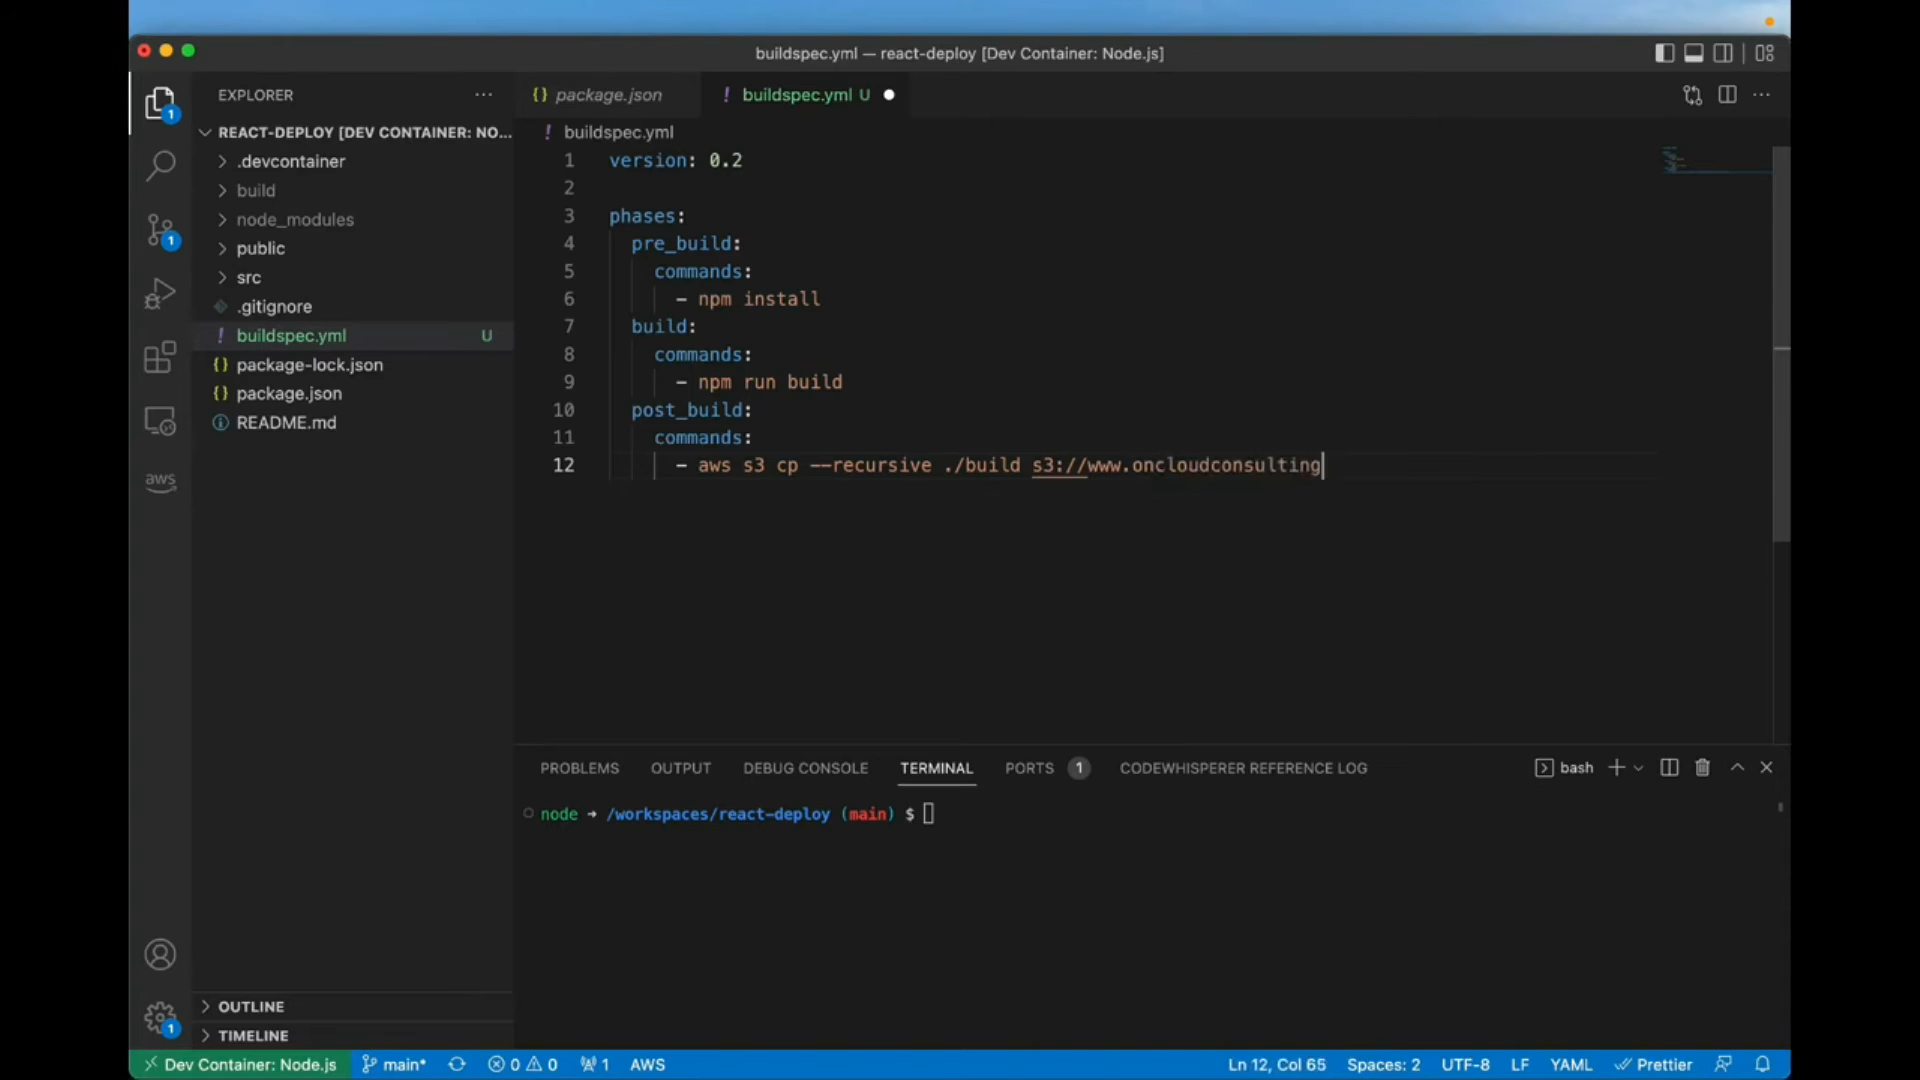 buildspec.yml — react-deploy [Dev Container: Node.js]
EXPLORER
REACT-DEPLOY [DEV CONTAINER: NO...
.devcontainer
build
node_modules
public
src
.gitignore
buildspec.yml U
package-lock.json
package.json
README.md
OUTLINE
TIMELINE
1
1
aws
1
package.json
buildspec.yml U
buildspec.yml
1 version: 0.2
2
3 phases:
4 pre_build:
5 commands:
6 - npm install
7 build:
8 commands:
9 - npm run build
10 post_build:
11 commands:
12 - aws s3 cp --recursive ./build s3://www.oncloudconsulting
PROBLEMS OUTPUT DEBUG CONSOLE TERMINAL PORTS 1 CODEWHISPERER REFERENCE LOG bash
node ➜ /workspaces/react-deploy (main) $
Dev Container: Node.js main* 0 0 1 AWS Ln 12, Col 65 Spaces: 2 UTF-8 LF YAML Prettier